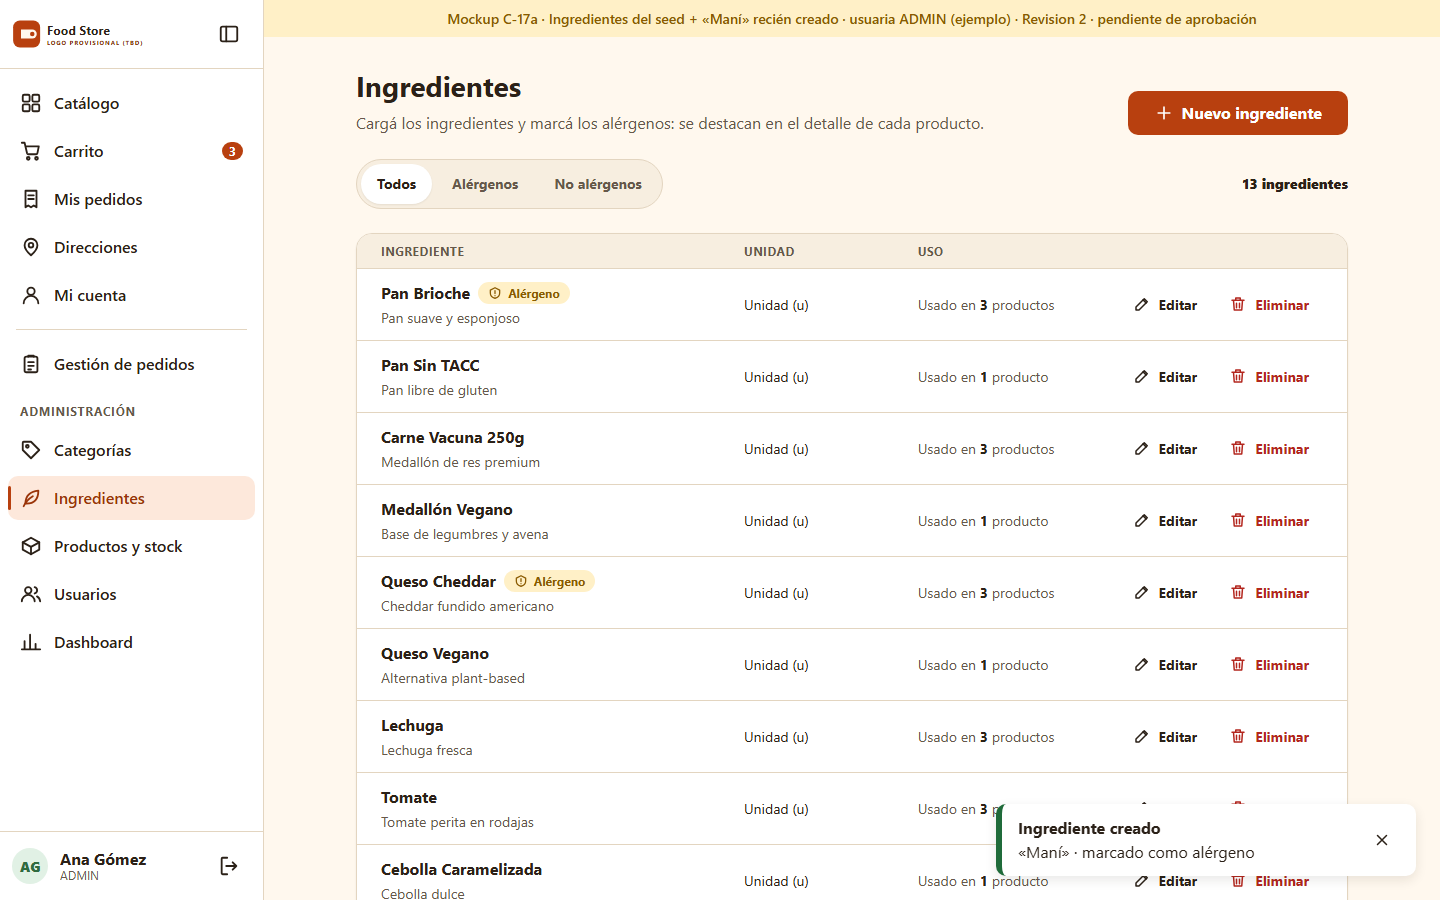 Food Store
LOGO PROVISIONAL (TBD)
Catálogo
Carrito 3
Mis pedidos
Direcciones
Mi cuenta
Gestión de pedidos
ADMINISTRACIÓN
Categorías
Ingredientes
Productos y stock
Usuarios
Dashboard
AG
Ana Gómez
ADMIN
Mockup C-17a · Ingredientes del seed + «Maní» recién creado · usuaria ADMIN (ejemplo) · Revision 2 · pendiente de aprobación
Ingredientes
Cargá los ingredientes y marcá los alérgenos: se destacan en el detalle de cada producto.
Nuevo ingrediente
Todos Alérgenos No alérgenos
13 ingredientes
INGREDIENTE UNIDAD USO
Pan Brioche Alérgeno
Pan suave y esponjoso
Unidad (u) Usado en 3 productos Editar Eliminar
Pan Sin TACC
Pan libre de gluten
Unidad (u) Usado en 1 producto Editar Eliminar
Carne Vacuna 250g
Medallón de res premium
Unidad (u) Usado en 3 productos Editar Eliminar
Medallón Vegano
Base de legumbres y avena
Unidad (u) Usado en 1 producto Editar Eliminar
Queso Cheddar Alérgeno
Cheddar fundido americano
Unidad (u) Usado en 3 productos Editar Eliminar
Queso Vegano
Alternativa plant-based
Unidad (u) Usado en 1 producto Editar Eliminar
Lechuga
Lechuga fresca
Unidad (u) Usado en 3 productos Editar Eliminar
Tomate
Tomate perita en rodajas
Unidad (u) Usado en 3
Cebolla Caramelizada
Cebolla dulce
Unidad (u) Usado en 1 producto Editar Eliminar
Ingrediente creado
«Maní» · marcado como alérgeno